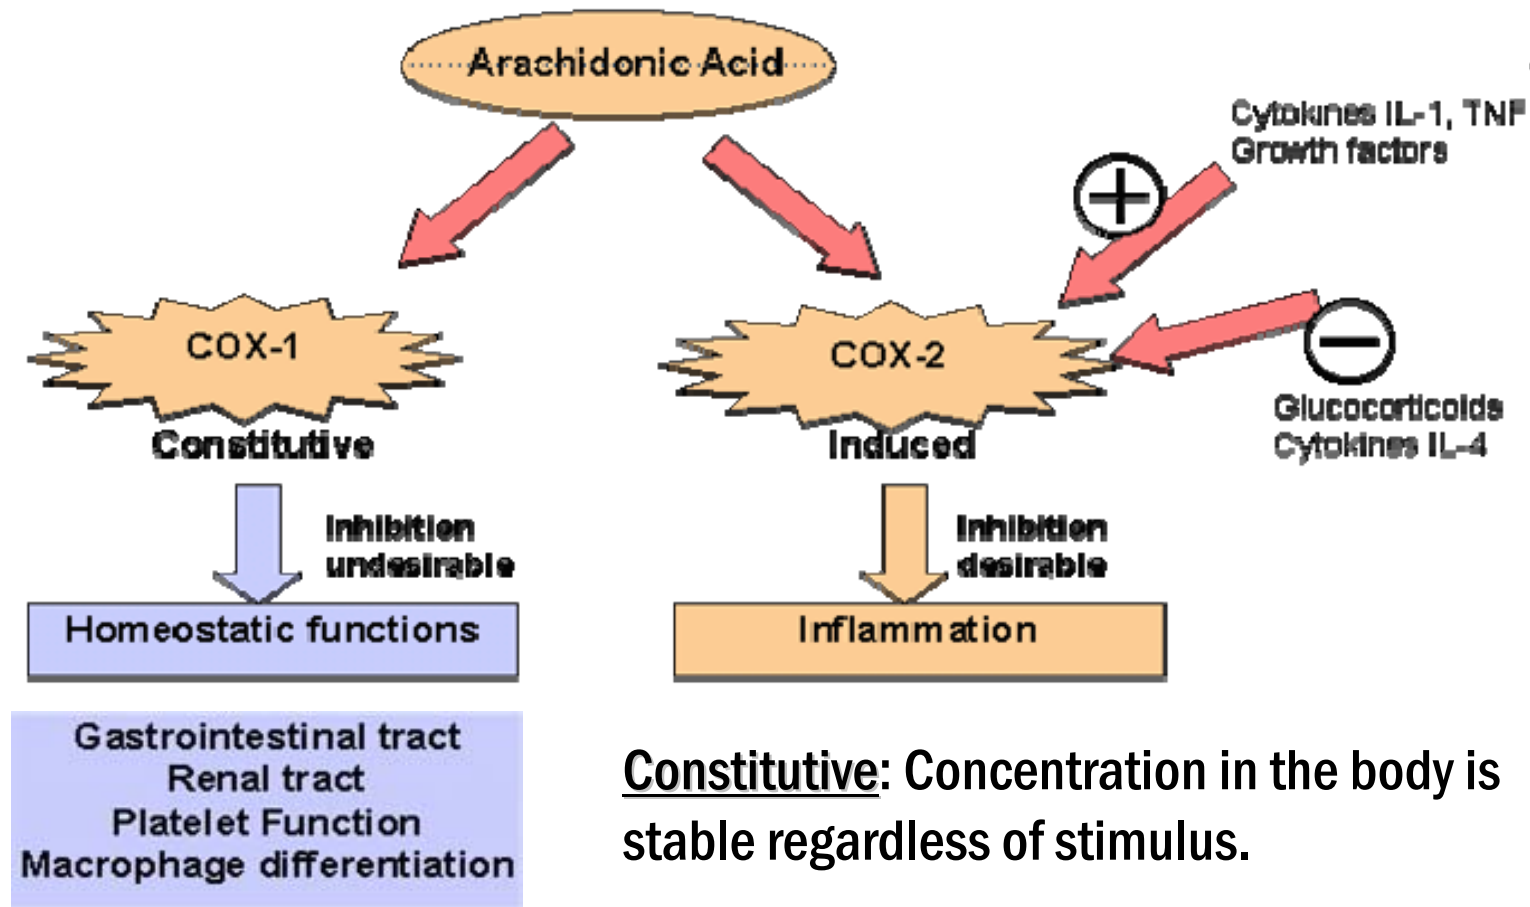 Arachidonic Acid
Cytokines IL-1, TNF
Growth factors
+
COX-1
COX-2
−
Glucocorticoids
Cytokines IL-4
Constitutive
Induced
Inhibition
undesirable
Inhibition
desirable
Homeostatic functions
Inflammation
Gastrointestinal tract
Renal tract
Platelet Function
Macrophage differentiation
Constitutive: Concentration in the body is
stable regardless of stimulus.